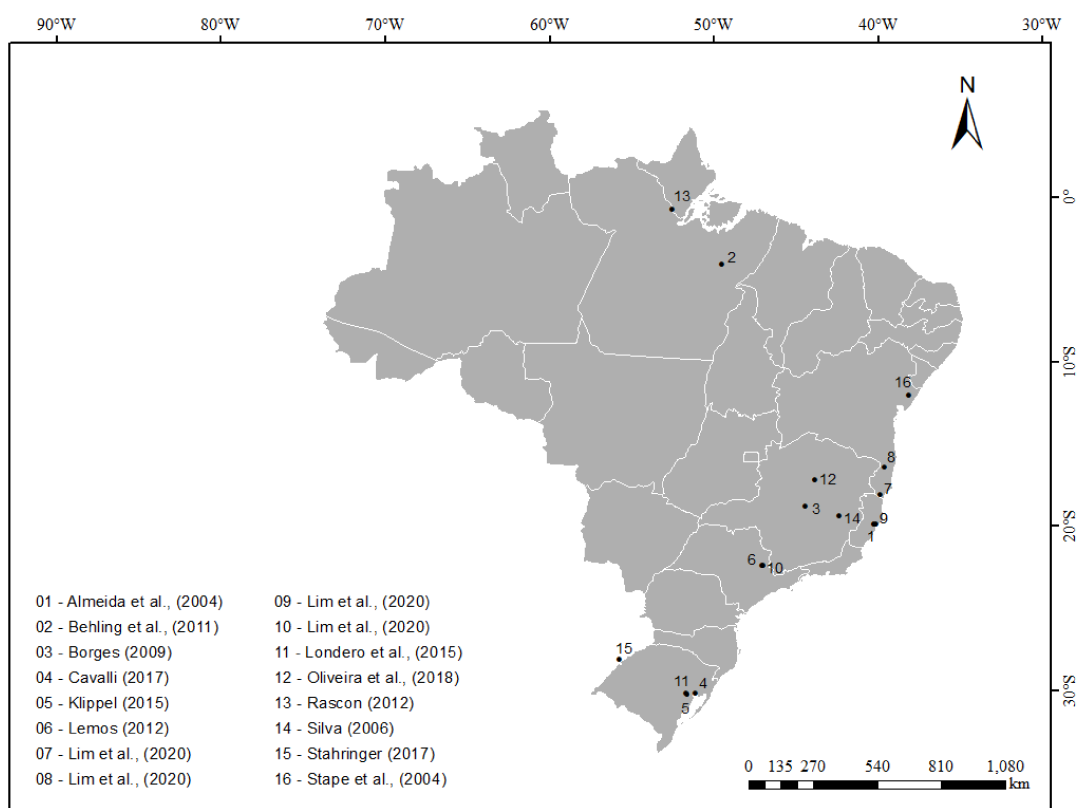 90°W 80°W 70°W 60°W 50°W 40°W 30°W
N
0°
10°S
20°S
30°S
13
2
16
8
12
7
3
14
9
1
6
10
15
11
4
5
01 - Almeida et al., (2004)
02 - Behling et al., (2011)
03 - Borges (2009)
04 - Cavalli (2017)
05 - Klippel (2015)
06 - Lemos (2012)
07 - Lim et al., (2020)
08 - Lim et al., (2020)
09 - Lim et al., (2020)
10 - Lim et al., (2020)
11 - Londero et al., (2015)
12 - Oliveira et al., (2018)
13 - Rascon (2012)
14 - Silva (2006)
15 - Stahringer (2017)
16 - Stape et al., (2004)
0 135 270 540 810 1,080
km